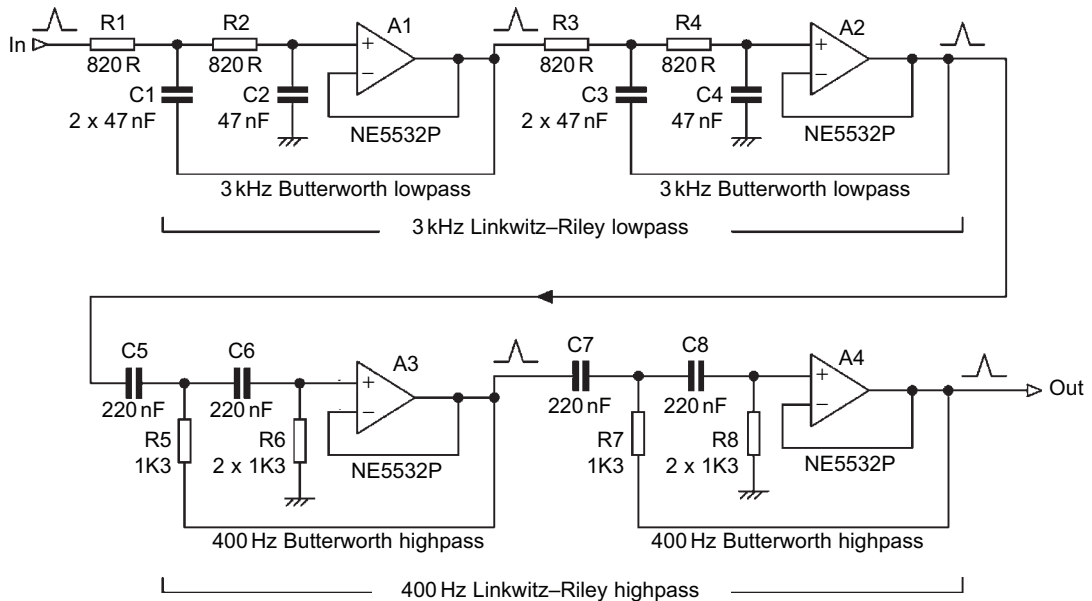 In
R1
R2
A1
R3
R4
A2
820 R
820 R
820 R
820 R
+
−
+
−
C1
2 x 47 nF
C2
47 nF
NE5532P
C3
2 x 47 nF
C4
47 nF
NE5532P
3 kHz Butterworth lowpass
3 kHz Butterworth lowpass
3 kHz Linkwitz–Riley lowpass
C5
C6
A3
C7
C8
A4
+
−
+
−
Out
220 nF
220 nF
220 nF
220 nF
R5
1K3
R6
2 x 1K3
NE5532P
R7
1K3
R8
2 x 1K3
NE5532P
400 Hz Butterworth highpass
400 Hz Butterworth highpass
400 Hz Linkwitz–Riley highpass